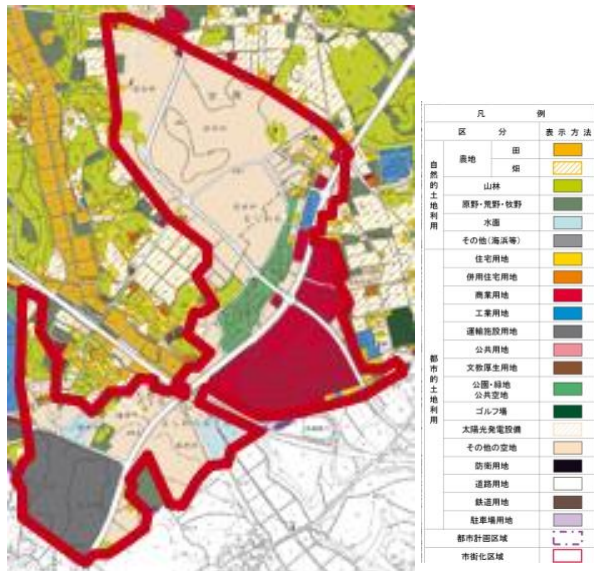 凡 例
区 分 表示方法
自然的土地利用
農地
田
畑
山林
原野・荒野・牧野
水面
その他(海浜等)
都市的土地利用
住宅用地
併用住宅用地
商業用地
工業用地
運輸施設用地
公共用地
文教厚生用地
公園・緑地
公共空地
ゴルフ場
太陽光発電設備
その他の空地
防衛用地
道路用地
鉄道用地
駐車場用地
都市計画区域
市街化区域